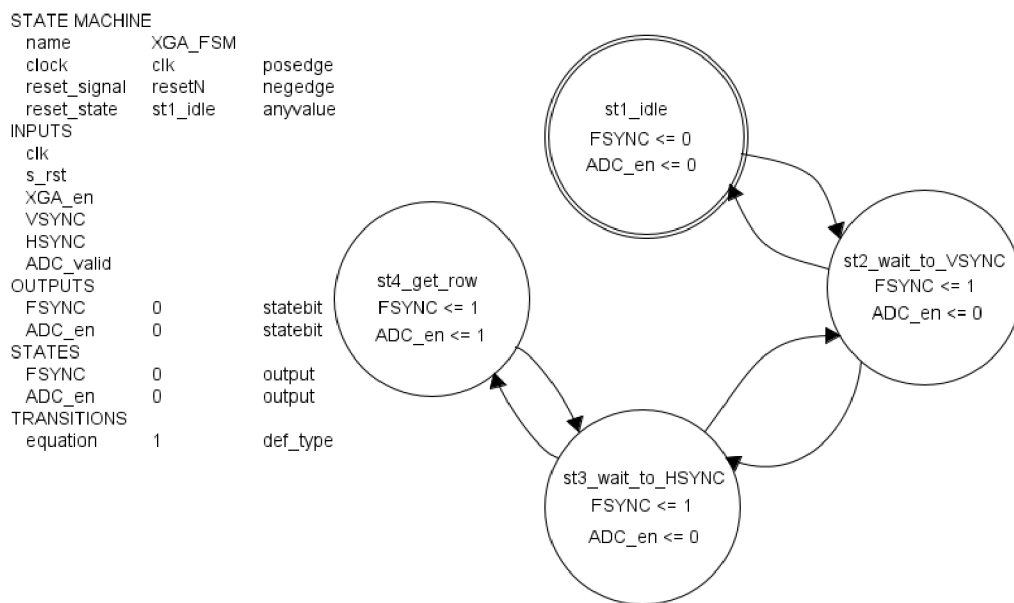 STATE MACHINE
name XGA_FSM
clock clk posedge
reset_signal resetN negedge
reset_state st1_idle anyvalue
INPUTS
clk
s_rst
XGA_en
VSYNC
HSYNC
ADC_valid
OUTPUTS
FSYNC 0 statebit
ADC_en 0 statebit
STATES
FSYNC 0 output
ADC_en 0 output
TRANSITIONS
equation 1 def_type
st1_idle
FSYNC <= 0
ADC_en <= 0
st2_wait_to_VSYNC
FSYNC <= 1
ADC_en <= 0
st4_get_row
FSYNC <= 1
ADC_en <= 1
st3_wait_to_HSYNC
FSYNC <= 1
ADC_en <= 0